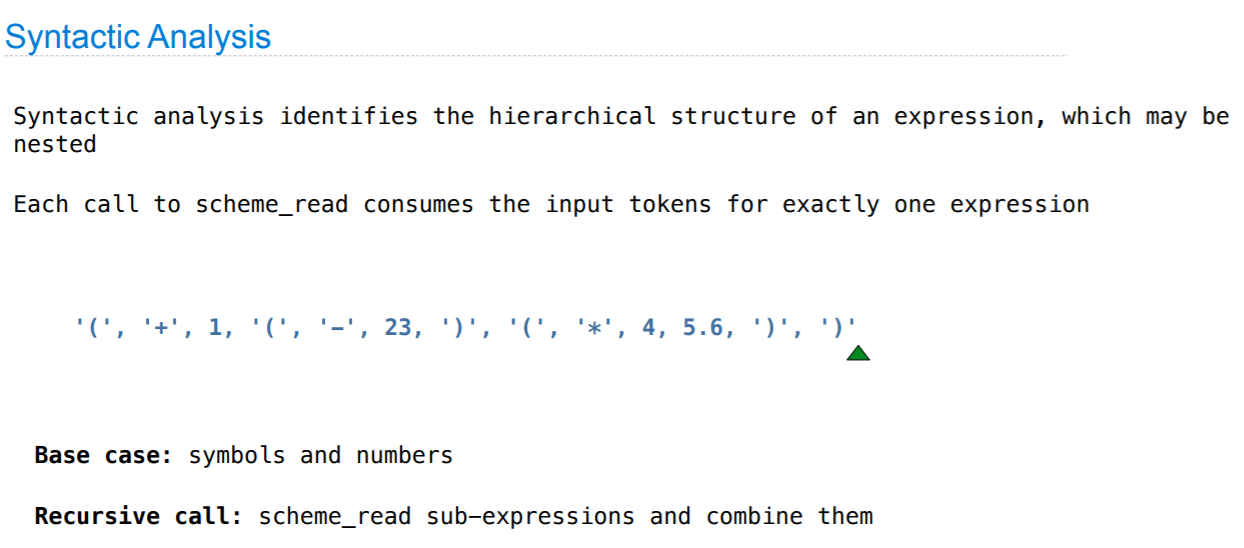 Syntactic Analysis
Syntactic analysis identifies the hierarchical structure of an expression, which may be
nested
Each call to scheme_read consumes the input tokens for exactly one expression
'(', '+', 1, '(', '-', 23, ')', '(', '*', 4, 5.6, ')', ')'
Base case: symbols and numbers
Recursive call: scheme_read sub-expressions and combine them